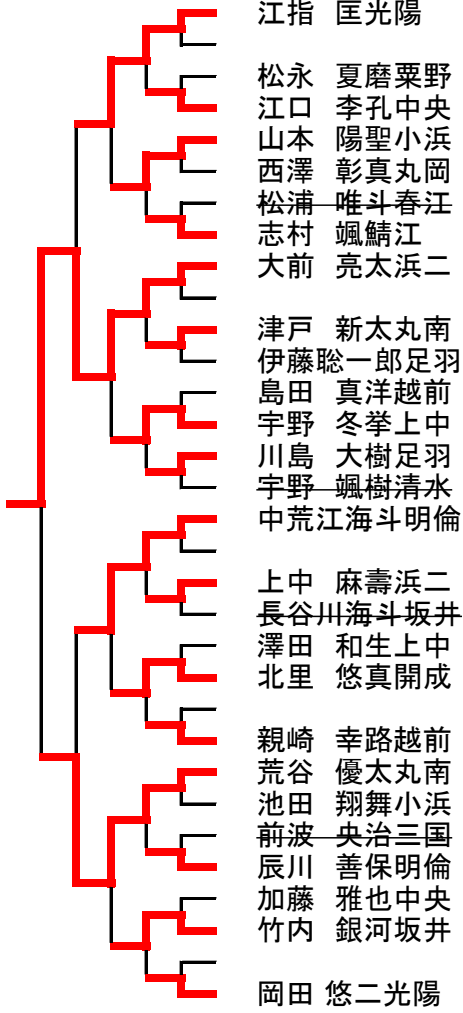 江指　匡光陽
松永　夏磨粟野
江口　李孔中央
山本　陽聖小浜
西澤　彰真丸岡
松浦　唯斗春江
志村　颯鯖江
大前　亮太浜二
津戸　新太丸南
伊藤聡一郎足羽
島田　真洋越前
宇野　冬挙上中
川島　大樹足羽
宇野　颯樹清水
中荒江海斗明倫
上中　麻壽浜二
長谷川海斗坂井
澤田　和生上中
北里　悠真開成
親崎　幸路越前
荒谷　優太丸南
池田　翔舞小浜
前波　央治三国
辰川　善保明倫
加藤　雅也中央
竹内　銀河坂井
岡田 悠二光陽